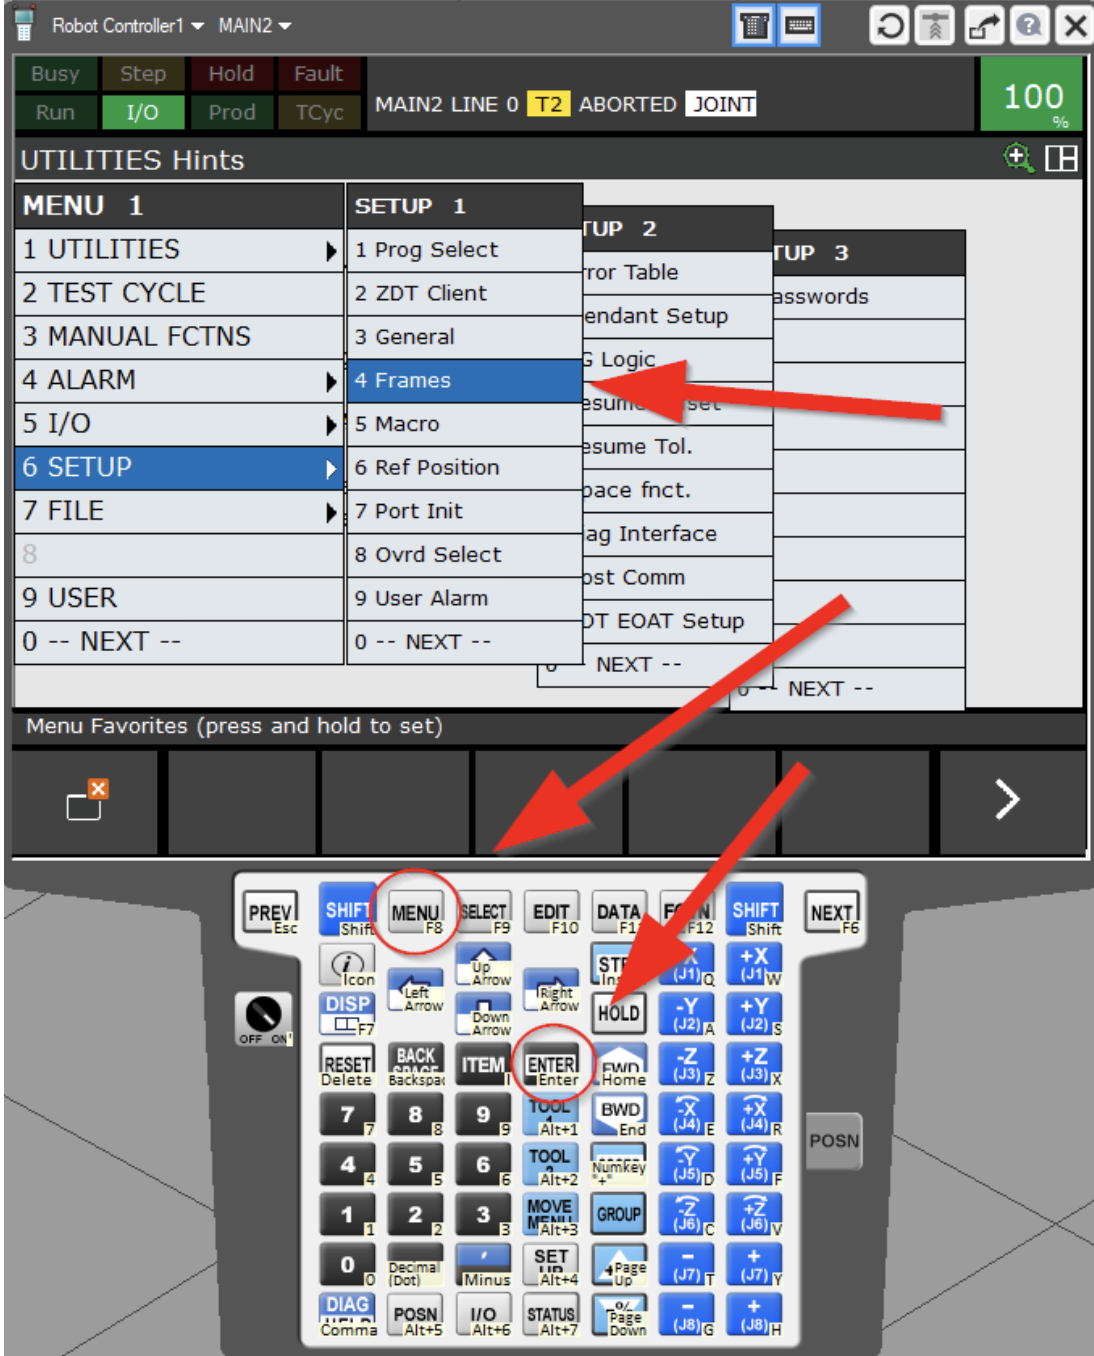 Robot Controller1 MAIN2
Busy Step Hold Fault
Run I/O Prod TCyc
MAIN2 LINE 0 T2 ABORTED JOINT
100
%
UTILITIES Hints
MENU 1
1 UTILITIES
2 TEST CYCLE
3 MANUAL FCTNS
4 ALARM
5 I/O
6 SETUP
7 FILE
8
9 USER
0 -- NEXT --
SETUP 1
1 Prog Select
2 ZDT Client
3 General
4 Frames
5 Macro
6 Ref Position
7 Port Init
8 Ovrd Select
9 User Alarm
0 -- NEXT --
TUP 2
ror Table
endant Setup
G Logic
esume set
esume Tol.
pace fnct.
iag Interface
ost Comm
DT EOAT Setup
NEXT --
TUP 3
asswords
0 -- NEXT --
Menu Favorites (press and hold to set)
PREV Esc
SHIFT Shift
MENU F8
SELECT F9
EDIT F10
DATA
F12
SHIFT Shift
NEXT F6
i Icon
Up Arrow
Left Arrow
Right Arrow
Down Arrow
(J1) Q
+X (J1) W
DISP F7
HOLD
-Y (J2) A
+Y (J2) S
OFF ON
RESET Delete
BACK Backspac
ITEM I
ENTER Enter
FWD Home
-Z (J3) Z
+Z (J3) X
7 7
8 8
9 9
TOOL Alt+1
BWD End
-X (J4) E
+X (J4) R
POSN
4 4
5 5
6 6
TOOL Alt+2
Numkey "+"
-Y (J5) D
+Y (J5) F
1 1
2 2
3 3
MOVE MENU Alt+3
GROUP
-Z (J6) C
+Z (J6) V
0 0
Decimal (Dot)
Minus
SET UP Alt+4
Page Up
- (J7) T
+ (J7) Y
DIAG Comma
POSN Alt+5
I/O Alt+6
STATUS Alt+7
Page Down
- (J8) G
+ (J8) H